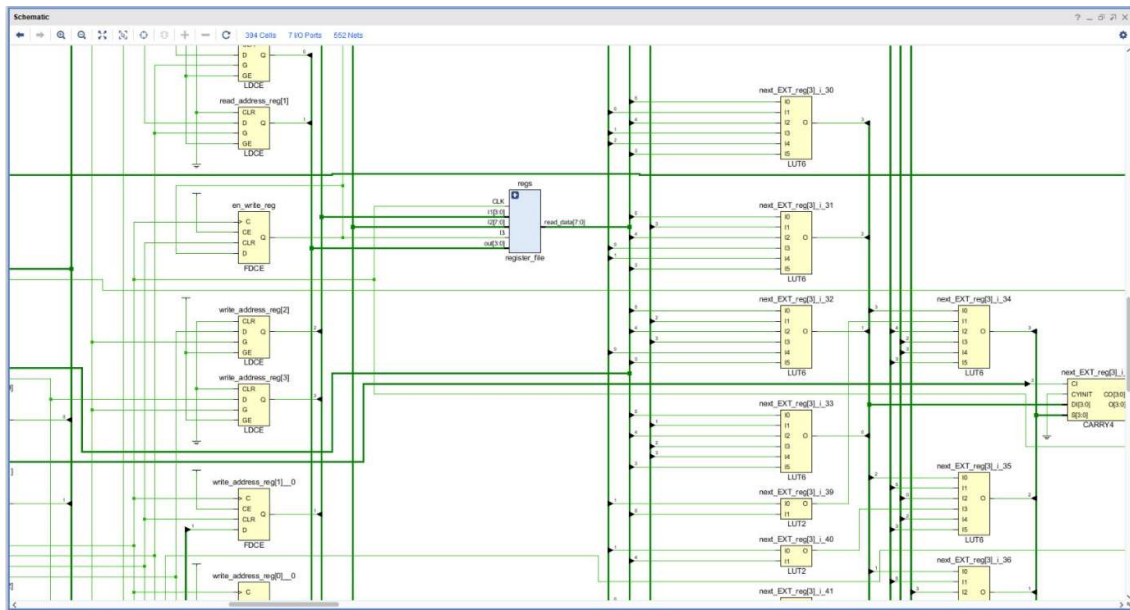 Schematic
394 Cells 7 I/O Ports 552 Nets
D Q
G
GE
LDCE
read_address_reg[1]
CLR
D Q
G
GE
LDCE
en_write_reg
C
CE Q
CLR
D
FDCE
write_address_reg[2]
CLR
D Q
G
GE
LDCE
write_address_reg[3]
CLR
D Q
G
GE
LDCE
write_address_reg[1]__0
C
CE Q
CLR
D
FDCE
write_address_reg[0]__0
C
regs
CLK
I1[3:0]
I2[7:0] read_data[7:0]
I3
out[3:0]
register_file
next_EXT_reg[3]_i_30
I0
I1
I2 O
I3
I4
I5
LUT6
next_EXT_reg[3]_i_31
I0
I1
I2 O
I3
I4
I5
LUT6
next_EXT_reg[3]_i_32
I0
I1
I2 O
I3
I4
I5
LUT6
next_EXT_reg[3]_i_33
I0
I1
I2 O
I3
I4
I5
LUT6
next_EXT_reg[3]_i_39
I0 O
I1
LUT2
next_EXT_reg[3]_i_40
I0 O
I1
LUT2
next_EXT_reg[3]_i_41
next_EXT_reg[3]_i_34
I0
I1
I2 O
I3
I4
I5
LUT6
next_EXT_reg[3]_i_
CI
CYINIT CO[3:0]
DI[3:0] O[3:0]
S[3:0]
CARRY4
next_EXT_reg[3]_i_35
I0
I1
I2 O
I3
I4
I5
LUT6
next_EXT_reg[3]_i_36
I0
I1
I2 O